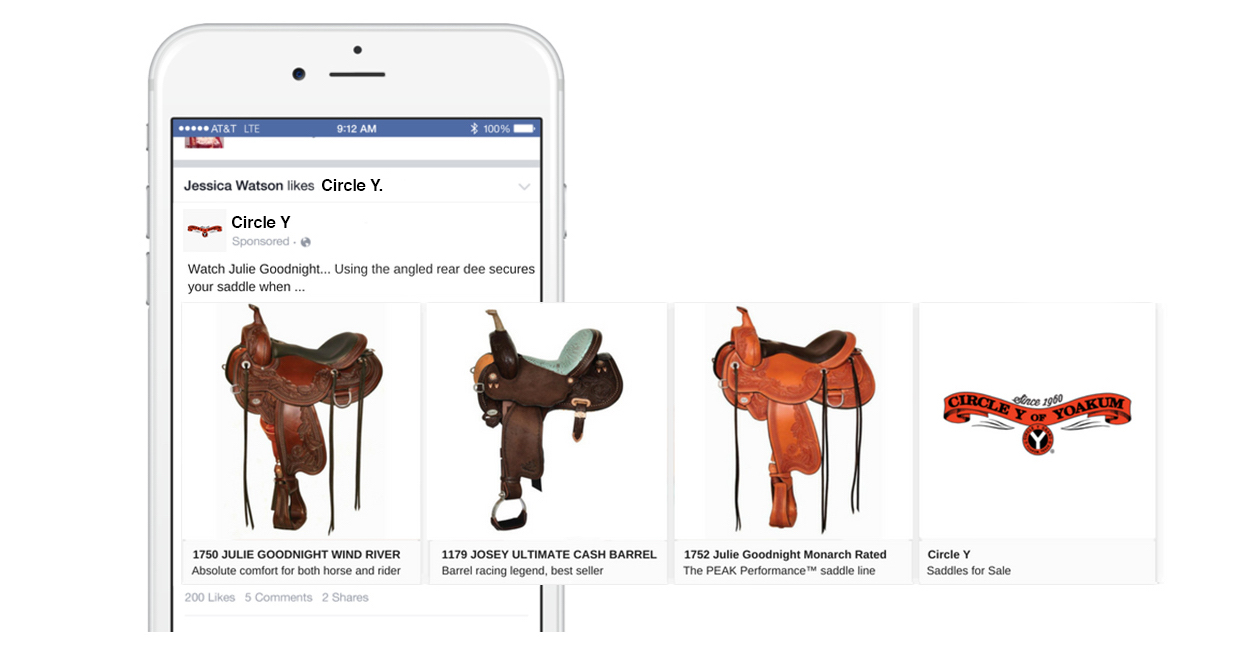 AT&T LTE 9:12 AM 100%
Jessica Watson likes Circle Y.
Circle Y
Sponsored ·
Watch Julie Goodnight... Using the angled rear dee secures
your saddle when ...
Since 1960
CIRCLE Y OF YOAKUM
Y
®
1750 JULIE GOODNIGHT WIND RIVER
Absolute comfort for both horse and rider
1179 JOSEY ULTIMATE CASH BARREL
Barrel racing legend, best seller
1752 Julie Goodnight Monarch Rated
The PEAK Performance™ saddle line
Circle Y
Saddles for Sale
200 Likes 5 Comments 2 Shares